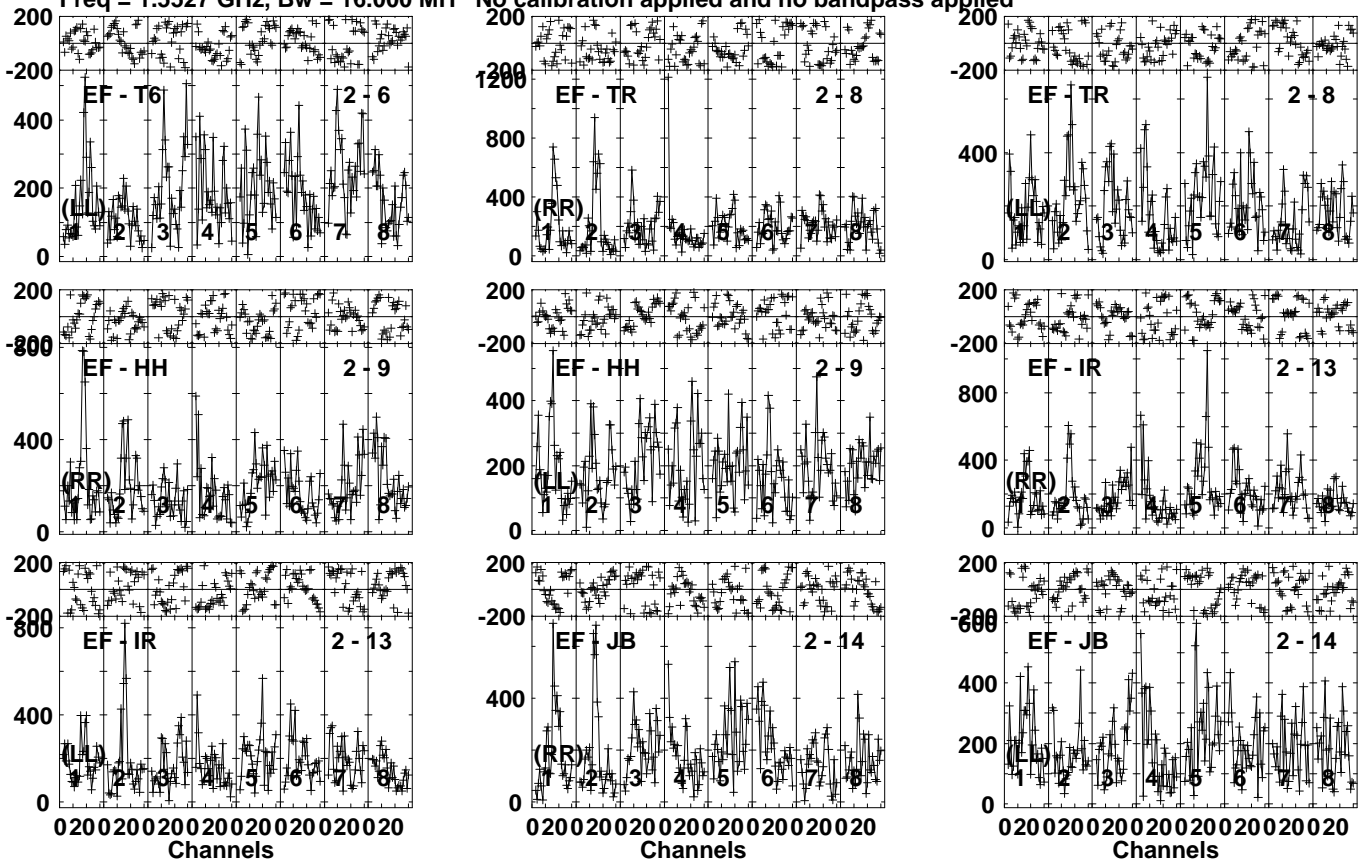 Freq = 1.5527 GHz, Bw = 16.000 MH No calibration applied and no bandpass applied
200 200 200
-200 -200 -200
1200
EF - T6 2 - 6 EF - TR 2 - 8 EF - TR 2 - 8
400 800 400
200 400
(LL) (RR) (LL)
1 2 3 4 5 6 7 8 1 2 3 4 5 6 7 8 1 2 3 4 5 6 7 8
0 0 0
200 200 200
-200 -200 -200
800
EF - HH 2 - 9 EF - HH 2 - 9 EF - IR 2 - 13
400 400 800
200 400
(RR) (LL) (RR)
1 2 3 4 5 6 7 8 1 2 3 4 5 6 7 8 1 2 3 4 5 6 7 8
0 0 0
200 200 200
-200 -200 -200
800 600
EF - IR 2 - 13 EF - JB 2 - 14 EF - JB 2 - 14
400 400 400
200
(LL) (RR) (LL)
1 2 3 4 5 6 7 8 1 2 3 4 5 6 7 8 1 2 3 4 5 6 7 8
0 0 0
0 20 0 20 0 20 0 20 0 20 0 20 0 20 0 20 0 20 0 20 0 20 0 20 0 20 0 20 0 20 0 20 0 20 0 20 0 20 0 20 0 20 0 20 0 20 0 20
Channels Channels Channels